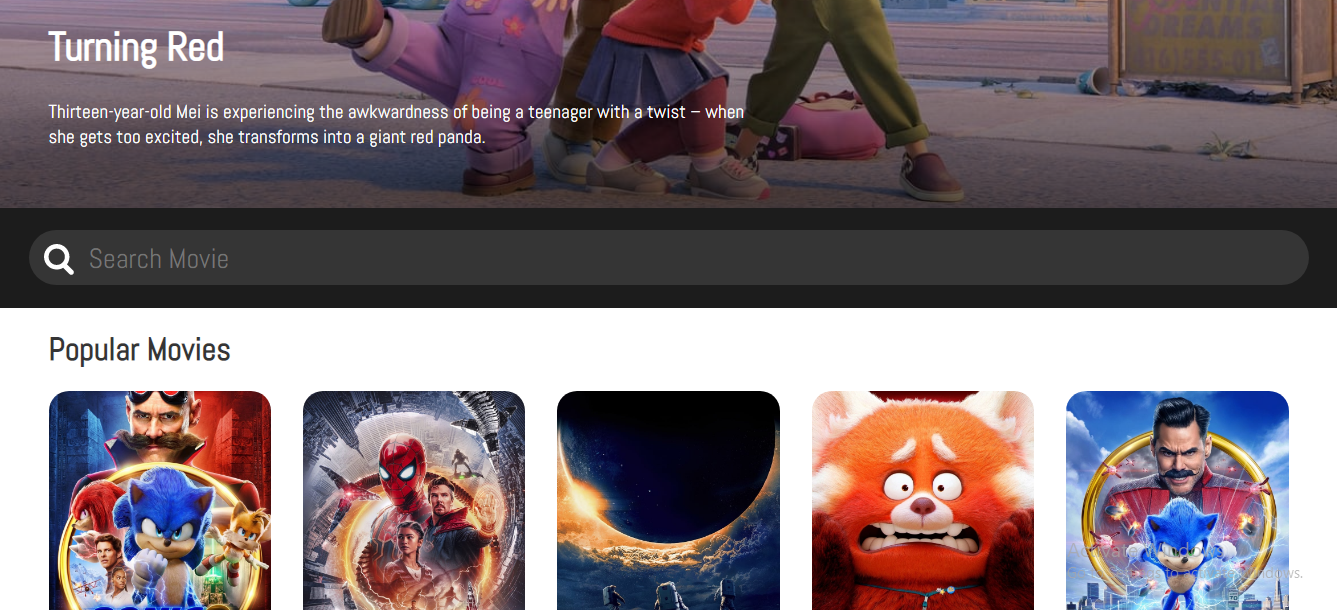 Turning Red
Thirteen-year-old Mei is experiencing the awkwardness of being a teenager with a twist – when
she gets too excited, she transforms into a giant red panda.
Search Movie
Popular Movies